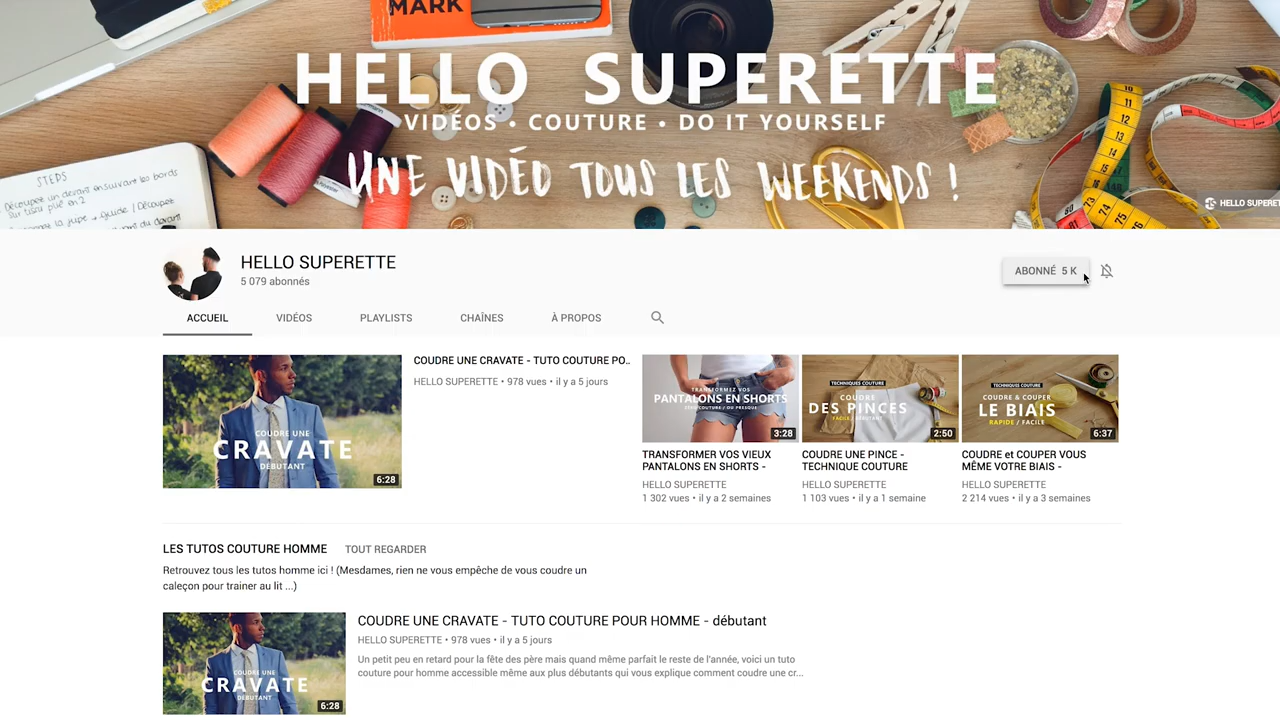 MARK
HELLO SUPERETTE
VIDÉOS • COUTURE • DO IT YOURSELF
UNE VIDÉO TOUS LES WEEKENDS !
STEPS
HELLO SUPERET
HELLO SUPERETTE
5 079 abonnés
ABONNÉ 5 K
ACCUEIL
VIDÉOS
PLAYLISTS
CHAÎNES
À PROPOS
COUDRE UNE
CRAVATE
DÉBUTANT
6:28
COUDRE UNE CRAVATE - TUTO COUTURE PO..
HELLO SUPERETTE • 978 vues • il y a 5 jours
TRANSFORMEZ VOS
PANTALONS EN SHORTS
3:28
TRANSFORMER VOS VIEUX
PANTALONS EN SHORTS -
HELLO SUPERETTE
1 302 vues • il y a 2 semaines
TECHNIQUES COUTURE
COUDRE
DES PINCES
FACILE / DÉBUTANT
2:50
COUDRE UNE PINCE -
TECHNIQUE COUTURE
HELLO SUPERETTE
1 103 vues • il y a 1 semaine
TECHNIQUES COUTURE
COUDRE & COUPER
LE BIAIS
RAPIDE / FACILE
6:37
COUDRE et COUPER VOUS
MÊME VOTRE BIAIS -
HELLO SUPERETTE
2 214 vues • il y a 3 semaines
LES TUTOS COUTURE HOMME
TOUT REGARDER
Retrouvez tous les tutos homme ici ! (Mesdames, rien ne vous empêche de vous coudre un
caleçon pour trainer au lit ...)
COUDRE UNE
CRAVATE
DÉBUTANT
6:28
COUDRE UNE CRAVATE - TUTO COUTURE POUR HOMME - débutant
HELLO SUPERETTE • 978 vues • il y a 5 jours
Un petit peu en retard pour la fête des père mais quand même parfait le reste de l'année, voici un tuto
couture pour homme accessible même aux plus débutants qui vous explique comment coudre une cr...